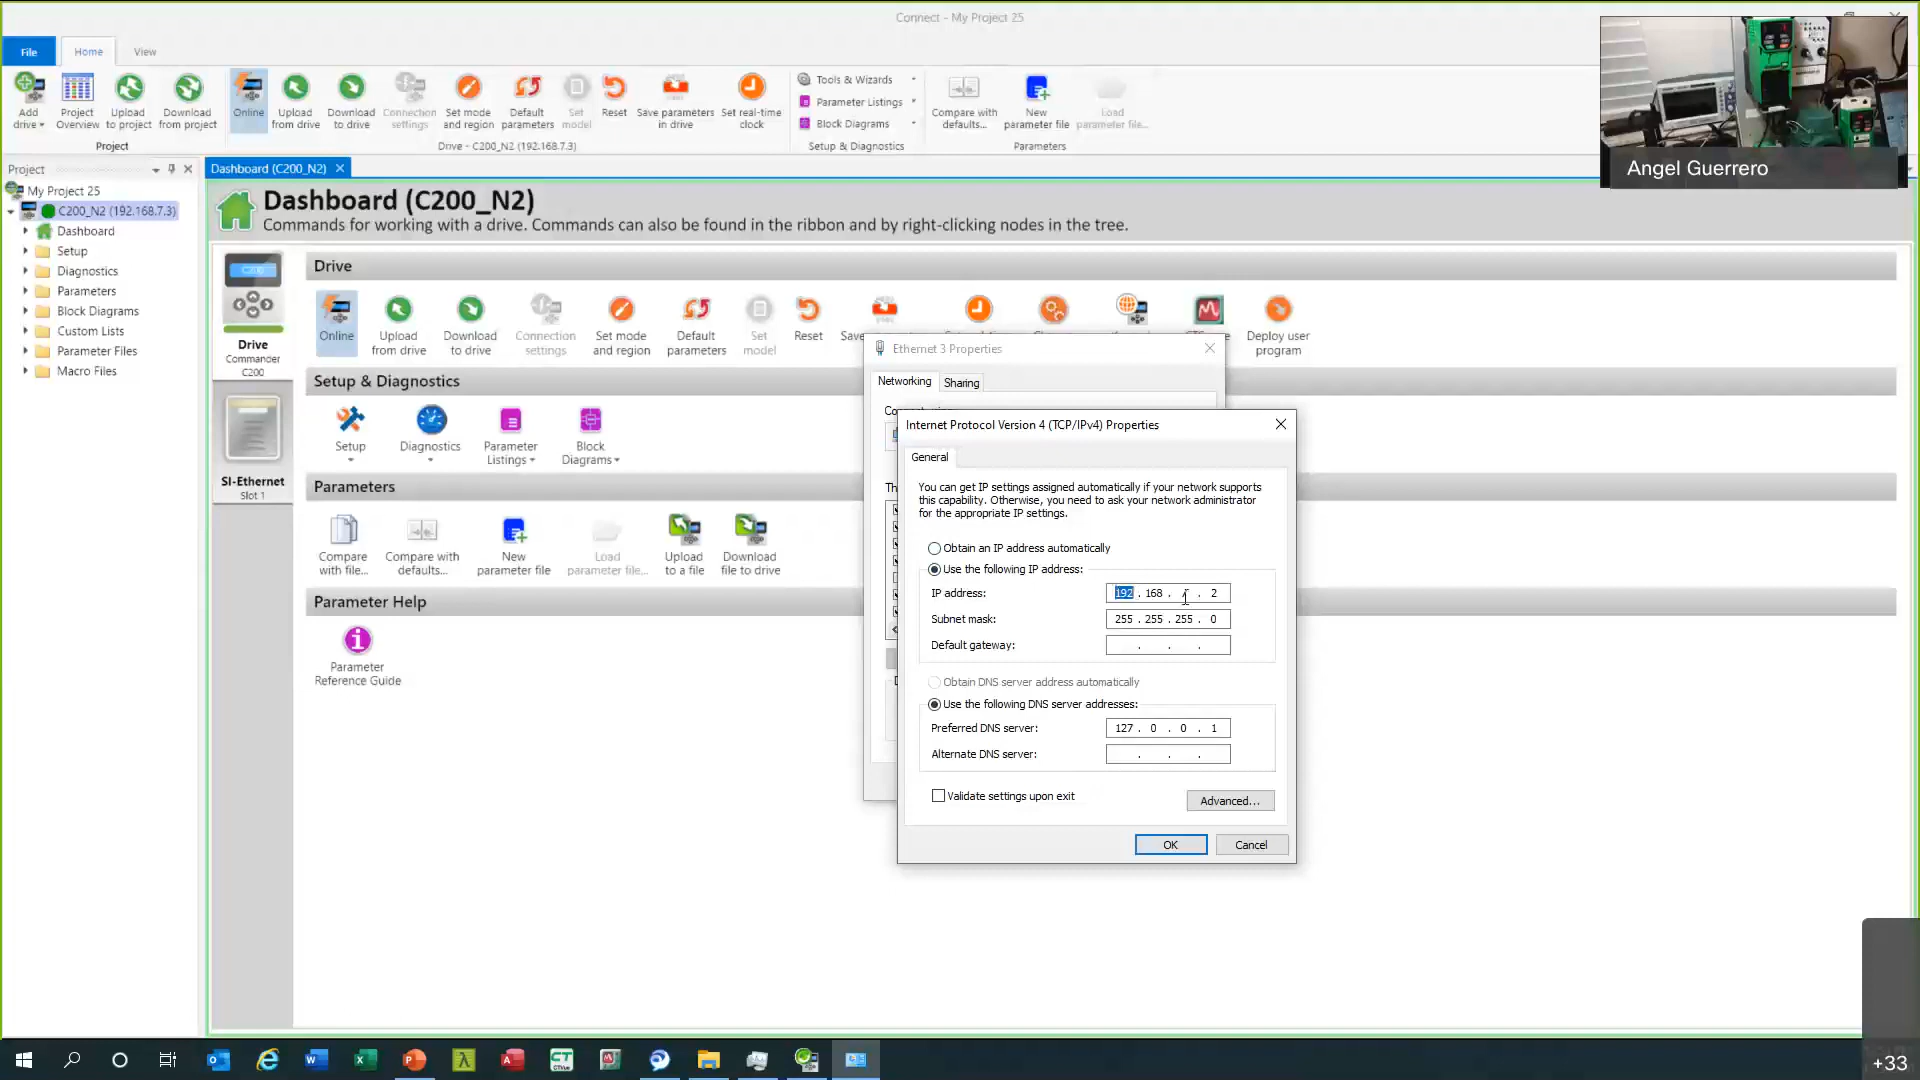 Connect - My Project 25
File
Home
View
Add drive
Project Overview
Upload to project
Download from project
Online
Upload from drive
Download to drive
Connection settings
Set mode and region
Default parameters
Set model
Reset
Save parameters in drive
Set real-time clock
Tools & Wizards
Parameter Listings
Block Diagrams
Compare with defaults...
New parameter file
Load parameter file...
Project
Drive - C200_N2 (192.168.7.3)
Setup & Diagnostics
Parameters
Angel Guerrero
Project
My Project 25
C200_N2 (192.168.7.3)
Dashboard
Setup
Diagnostics
Parameters
Block Diagrams
Custom Lists
Parameter Files
Macro Files
Dashboard (C200_N2)
Dashboard (C200_N2)
Commands for working with a drive. Commands can also be found in the ribbon and by right-clicking nodes in the tree.
C200
Drive
Commander
C200
SI-Ethernet
Slot 1
Drive
Online
Upload from drive
Download to drive
Connection settings
Set mode and region
Default parameters
Set model
Reset
Deploy user program
Setup & Diagnostics
Setup
Diagnostics
Parameter Listings
Block Diagrams
Parameters
Compare with file...
Compare with defaults...
New parameter file
Load parameter file...
Upload to a file
Download file to drive
Parameter Help
Parameter Reference Guide
Ethernet 3 Properties
Networking
Sharing
Internet Protocol Version 4 (TCP/IPv4) Properties
General
You can get IP settings assigned automatically if your network supports
this capability. Otherwise, you need to ask your network administrator
for the appropriate IP settings.
Obtain an IP address automatically
Use the following IP address:
IP address: 192 . 168 . . 2
Subnet mask: 255 . 255 . 255 . 0
Default gateway: . . .
Obtain DNS server address automatically
Use the following DNS server addresses:
Preferred DNS server: 127 . 0 . 0 . 1
Alternate DNS server: . . .
Validate settings upon exit
Advanced...
OK
Cancel
+33